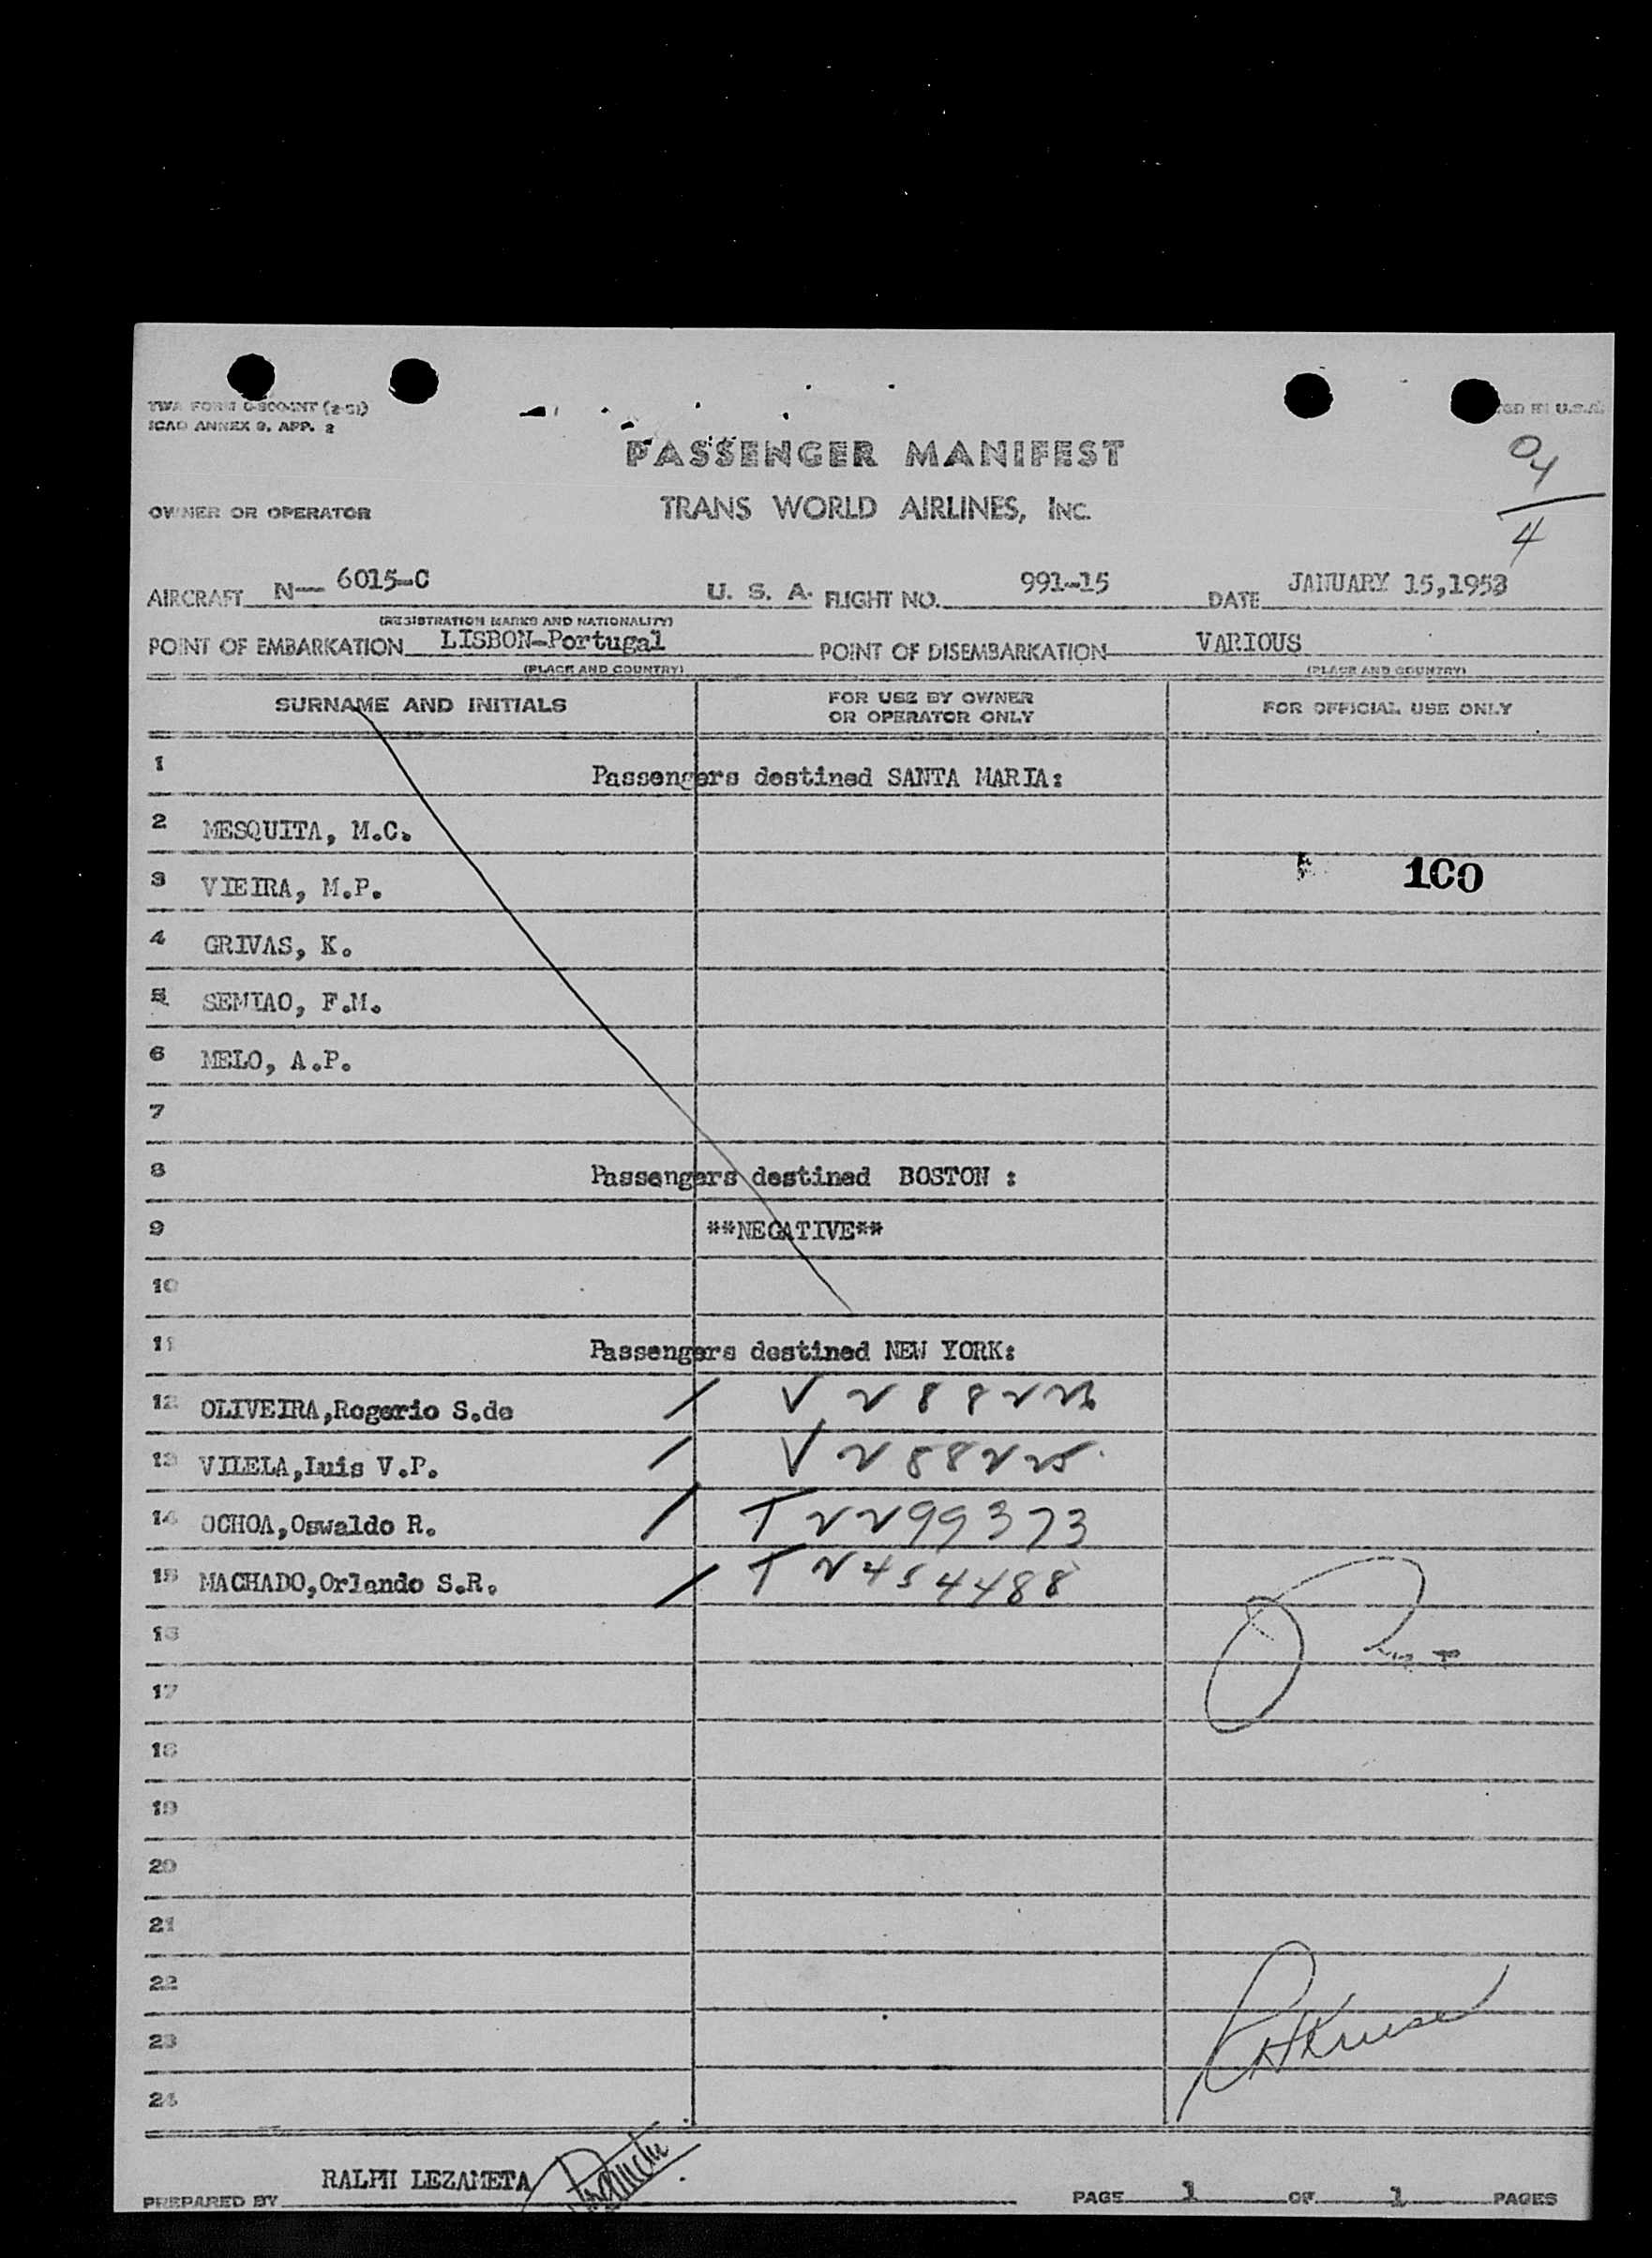 TWA FORM
ICAO ANNEX 9, APP. 2
IN U.S.A.
PASSENGER MANIFEST
04
4
OWNER OR OPERATOR TRANS WORLD AIRLINES, INC.
AIRCRAFT N— 6015-C U. S. A. FLIGHT NO. 991-15 DATE JANUARY 15,1953
(REGISTRATION MARKS AND NATIONALITY)
POINT OF EMBARKATION LISBON-Portugal POINT OF DISEMBARKATION VARIOUS
(PLACE AND COUNTRY) (PLACE AND COUNTRY)
SURNAME AND INITIALS FOR USE BY OWNER OR OPERATOR ONLY FOR OFFICIAL USE ONLY
1 Passengers destined SANTA MARIA:
2 MESQUITA, M.C.
3 VIEIRA, M.P. 100
4 GRIVAS, K.
5 SEMIAO, F.M.
6 MELO, A.P.
7
8 Passengers destined BOSTON :
9 **NEGATIVE**
10
11 Passengers destined NEW YORK:
12 OLIVEIRA,Rogerio S.de / V
13 VILELA,Luis V.P. / V 288225
14 OCHOA,Oswaldo R. / T 2299373
15 MACHADO,Orlando S.R. / T 2454488
16
17
18
19
20
21
22
23
24
PREPARED BY RALPH LEZAMETA PAGE 1 OF 1 PAGES